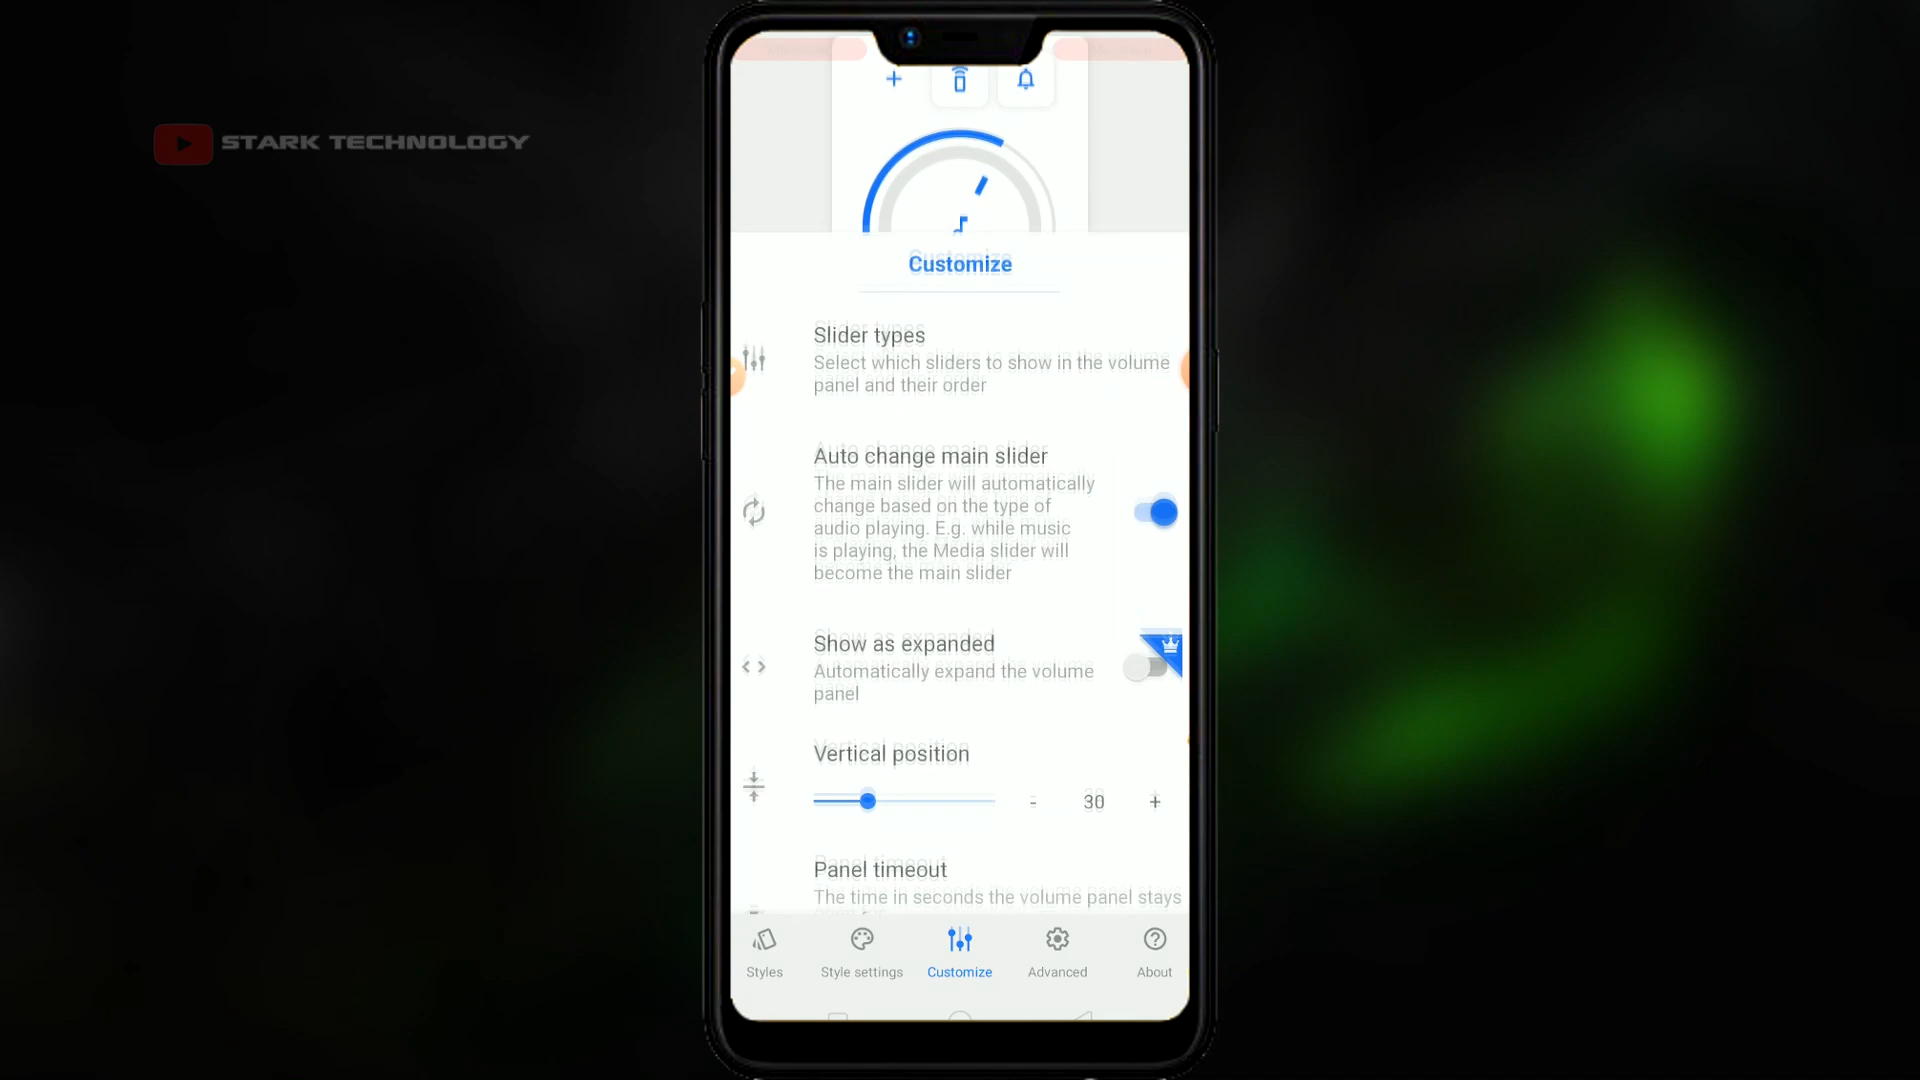 STARK TECHNOLOGY
Customize
Slider types
Select which sliders to show in the volume
panel and their order
Auto change main slider
The main slider will automatically
change based on the type of
audio playing. E.g. while music
is playing, the Media slider will
become the main slider
Show as expanded
Automatically expand the volume
panel
Vertical position
- 30 +
Panel timeout
The time in seconds the volume panel stays
Styles Style settings Customize Advanced About